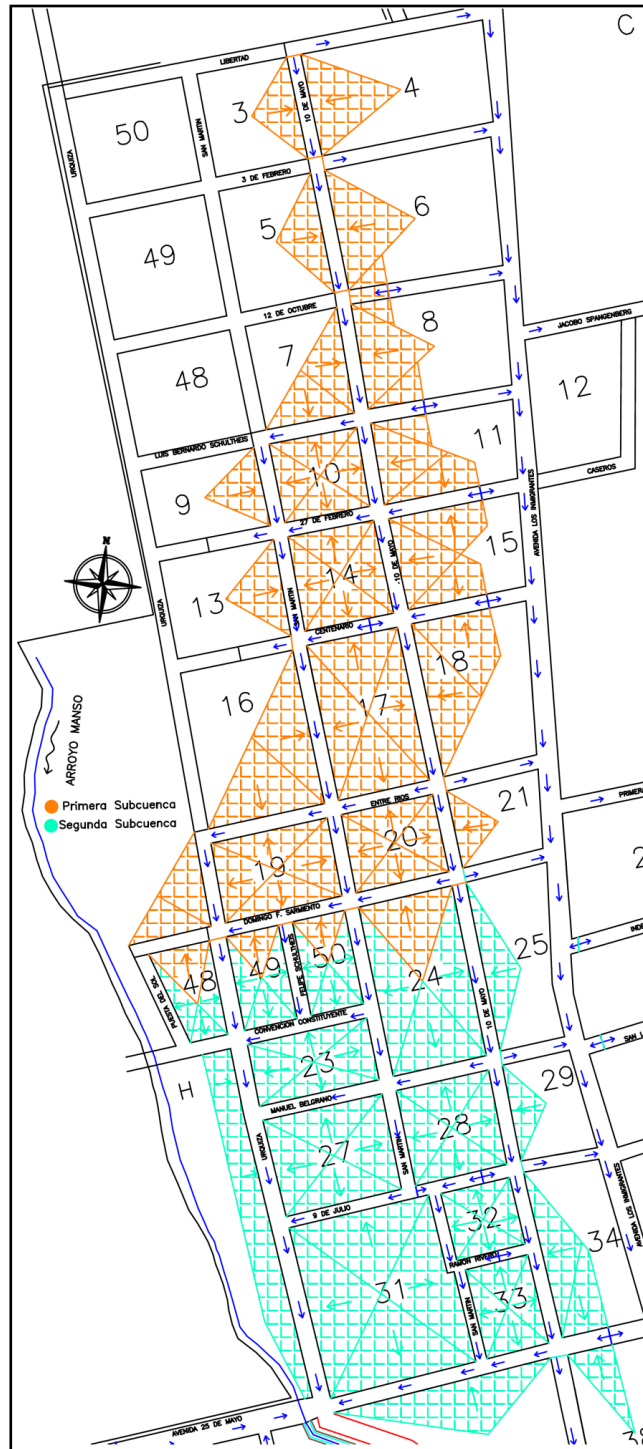 C
LIBERTAD
4
10 DE MAYO
3
50
SAN MARTIN
URQUIZA
3 DE FEBRERO
6
5
49
12 DE OCTUBRE
8
JACOBO SPANGENBERG
7
48
12
LUIS BERNARDO SCHULTHEIS
11
CASEROS
10
9
27 DE FEBRERO
AVENIDA LOS INMIGRANTES
15
N
10 DE MAYO
14
13
SAN MARTIN
URQUIZA
CENTENARIO
18
16
17
ARROYO MANSO
Primera Subcuenca
Segunda Subcuenca
ENTRE RIOS
PRIMERA
21
20
19
DOMINGO F. SARMIENTO
25
50
49
FELIPE SCHULTHEIS
24
48
PUESTA DEL SOL
10 DE MAYO
CONVENCION CONSTITUYENTE
H
23
29
MANUEL BELGRANO
28
27
URQUIZA
SAN MARTIN
AVENIDA LOS INMIGRANTES
9 DE JULIO
32
34
RAMON RIVERO
31
33
SAN MARTIN
AVENIDA 25 DE MAYO